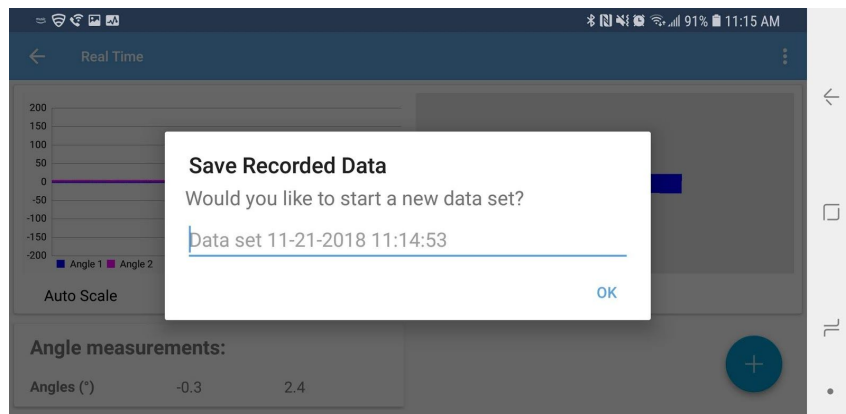 91% 11:15 AM
Real Time
200
150
100
50
0
-50
-100
-150
-200
Angle 1 Angle 2
Auto Scale
Save Recorded Data
Would you like to start a new data set?
Data set 11-21-2018 11:14:53
OK
Angle measurements:
Angles (°) -0.3 2.4